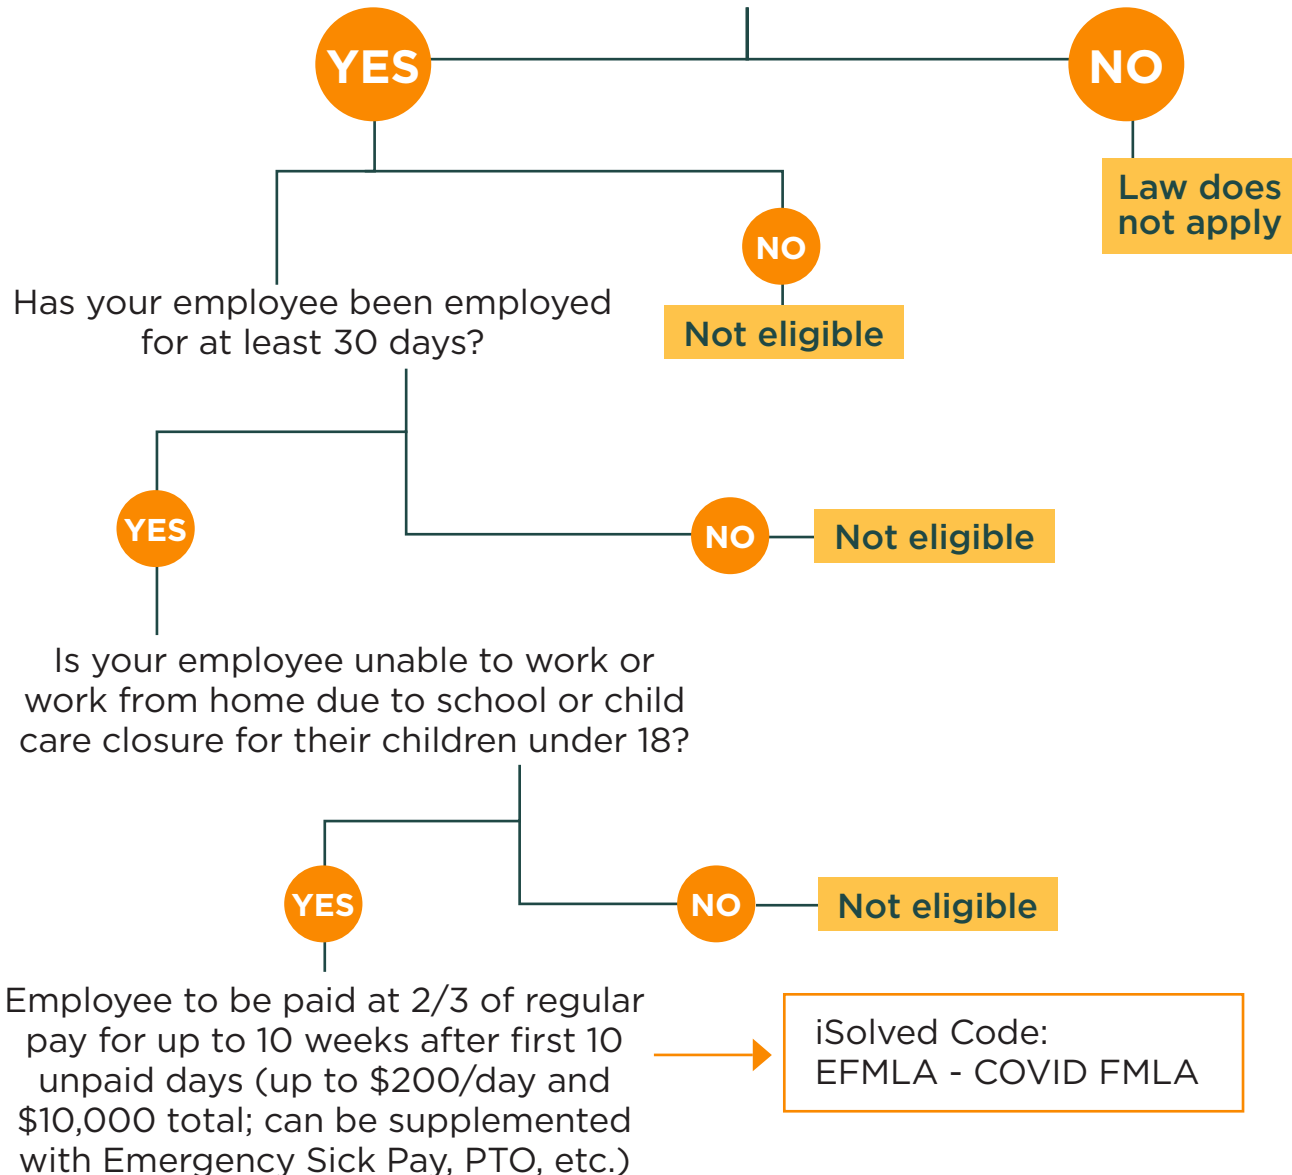 YES
NO
Law does
not apply
NO
Not eligible
Has your employee been employed
for at least 30 days?
YES
NO
Not eligible
Is your employee unable to work or
work from home due to school or child
care closure for their children under 18?
YES
NO
Not eligible
Employee to be paid at 2/3 of regular
pay for up to 10 weeks after first 10
unpaid days (up to $200/day and
$10,000 total; can be supplemented
with Emergency Sick Pay, PTO, etc.)
iSolved Code:
EFMLA - COVID FMLA